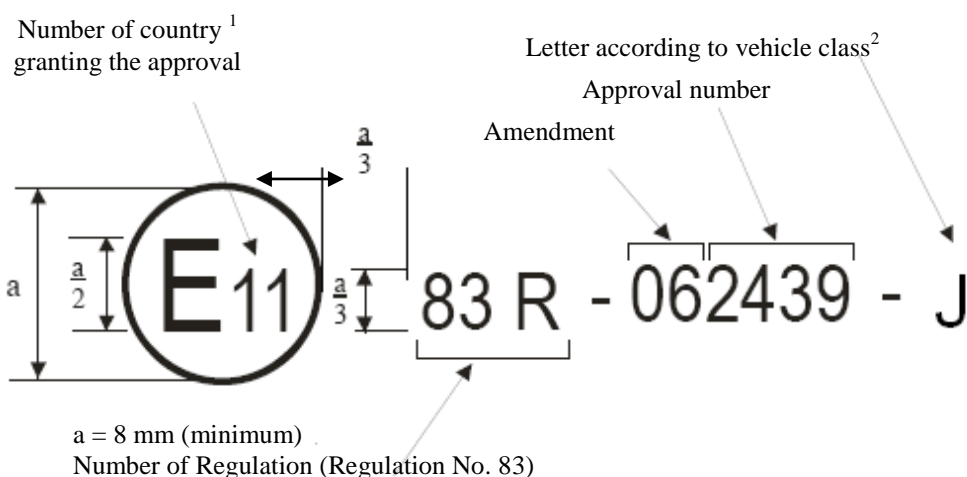 Number of country 1
granting the approval
Letter according to vehicle class2
Approval number
Amendment
a
3
a
a
2
E11
a
3
83 R - 062439 - J
a = 8 mm (minimum)
Number of Regulation (Regulation No. 83)